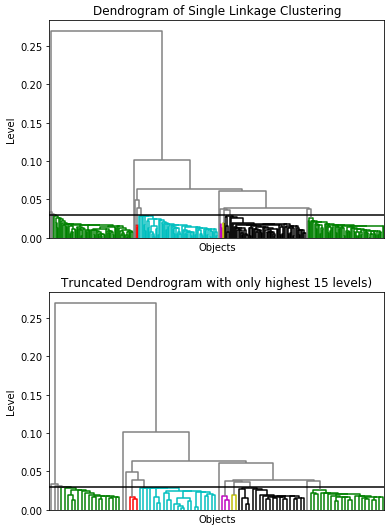 Dendrogram of Single Linkage Clustering
0.25
0.20
0.15
0.10
0.05
0.00
Level
Objects
Truncated Dendrogram with only highest 15 levels)
0.25
0.20
0.15
0.10
0.05
0.00
Level
Objects